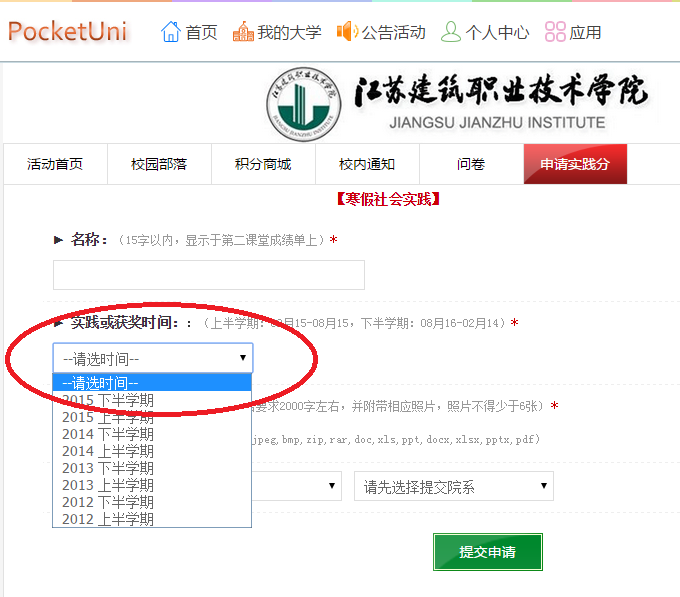 PocketUni 首页 我的大学 公告活动 个人中心 应用
江苏建筑职业技术学院
JIANGSU JIANZHU INSTITUTE
活动首页 校园部落 积分商城 校内通知 问卷 申请实践分
【寒假社会实践】
► 名称：（15字以内，显示于第二课堂成绩单上）*
► 实践或获奖时间：：（上半学期：02月15-08月15，下半学期：08月16-02月14）*
--请选时间--
--请选时间--
2015 下半学期
要求2000字左右，并附带相应照片，照片不得少于6张）*
2015 上半学期
2014 下半学期
jpeg,bmp,zip,rar,doc,xls,ppt,docx,xlsx,pptx,pdf)
2014 上半学期
2013 下半学期
2013 上半学期
请先选择提交院系
2012 下半学期
2012 上半学期
提交申请